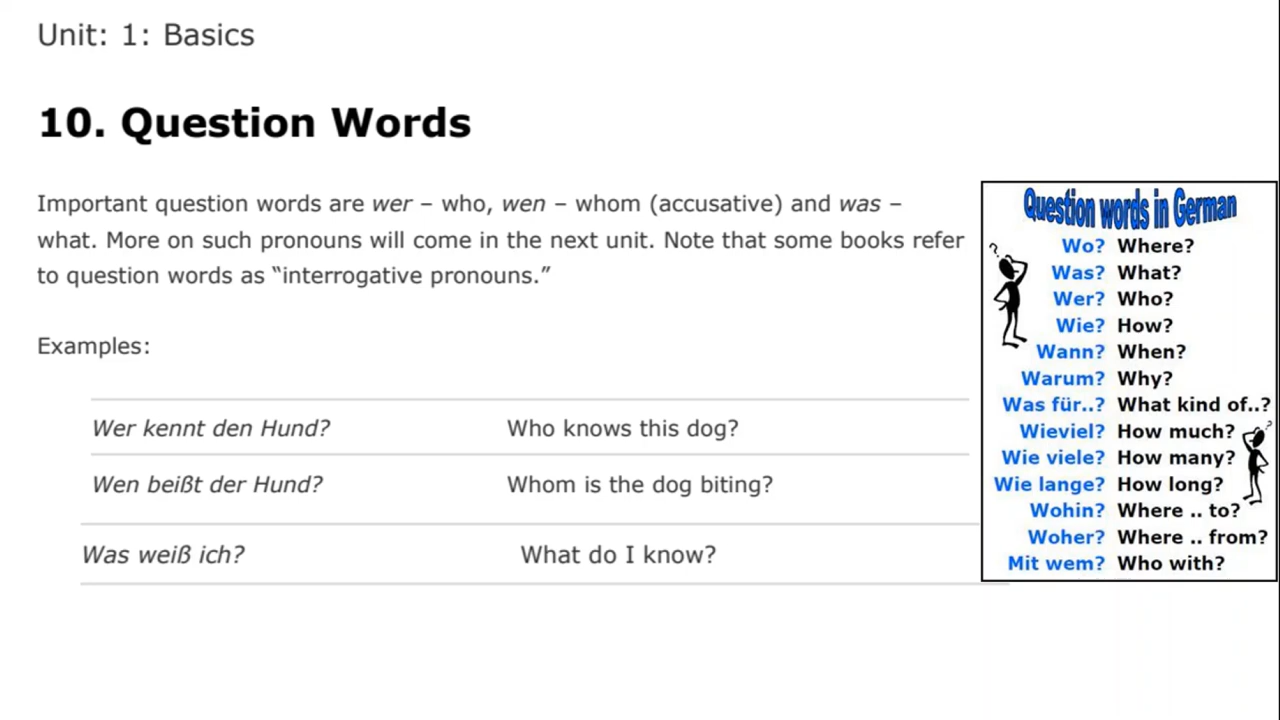 Unit: 1: Basics
10. Question Words
Important question words are wer – who, wen – whom (accusative) and was –
what. More on such pronouns will come in the next unit. Note that some books refer
to question words as “interrogative pronouns.”
Examples:
Wer kennt den Hund? Who knows this dog?
Wen beißt der Hund? Whom is the dog biting?
Was weiß ich? What do I know?
Question words in German
Wo? Where?
Was? What?
Wer? Who?
Wie? How?
Wann? When?
Warum? Why?
Was für..? What kind of..?
Wieviel? How much?
Wie viele? How many?
Wie lange? How long?
Wohin? Where .. to?
Woher? Where .. from?
Mit wem? Who with?